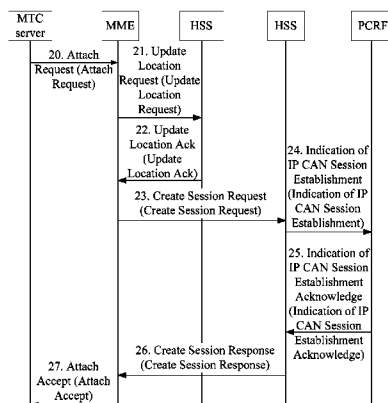 MTC
server
MME
HSS
HSS
PCRF
20. Attach
Request (Attach
Request)
21. Update
Location
Request (Update
Location
Request)
22. Update
Location Ack
(Update
Location Ack)
23. Create Session Request
(Create Session Request)
24. Indication of
IP CAN Session
Establishment
(Indication of IP
CAN Session
Establishment)
25. Indication of
IP CAN Session
Establishment
Acknowledge
(Indication of IP
CAN Session
Establishment
Acknowledge)
26. Create Session Response
(Create Session Response)
27. Attach
Accept (Attach
Accept)